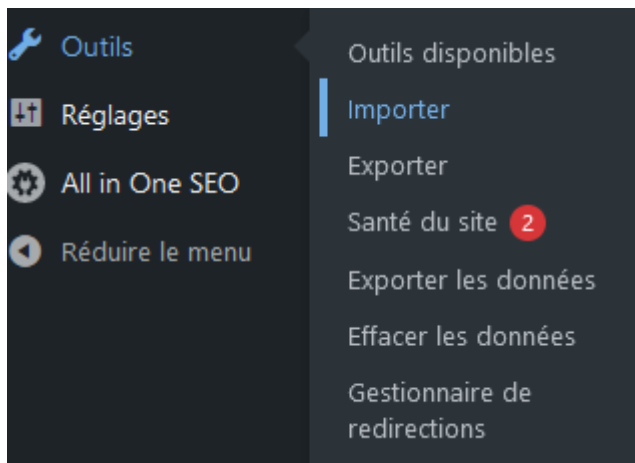 Outils
Réglages
All in One SEO
Réduire le menu
Outils disponibles
Importer
Exporter
Santé du site 2
Exporter les données
Effacer les données
Gestionnaire de
redirections